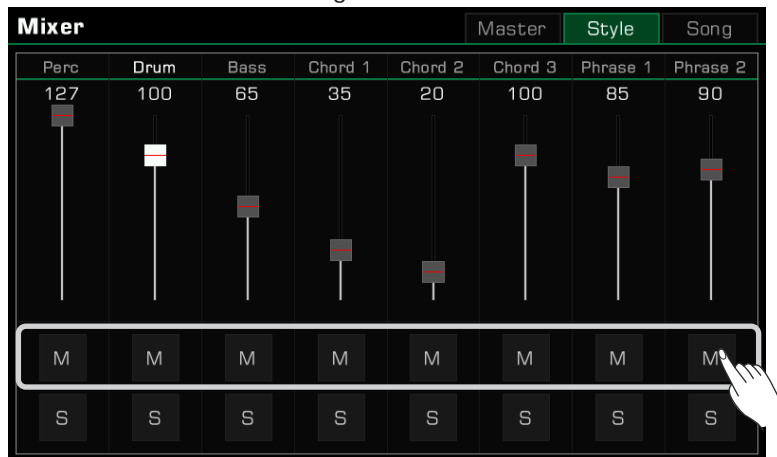 Mixer Master Style Song
Perc Drum Bass Chord 1 Chord 2 Chord 3 Phrase 1 Phrase 2
127 100 65 35 20 100 85 90
M M M M M M M M
S S S S S S S S